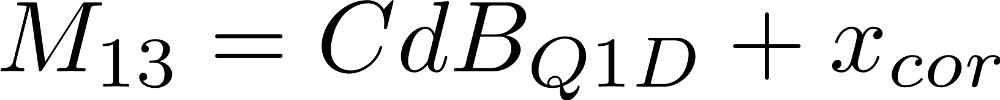 M_{13} = CdB_{Q1D} + x_{cor}